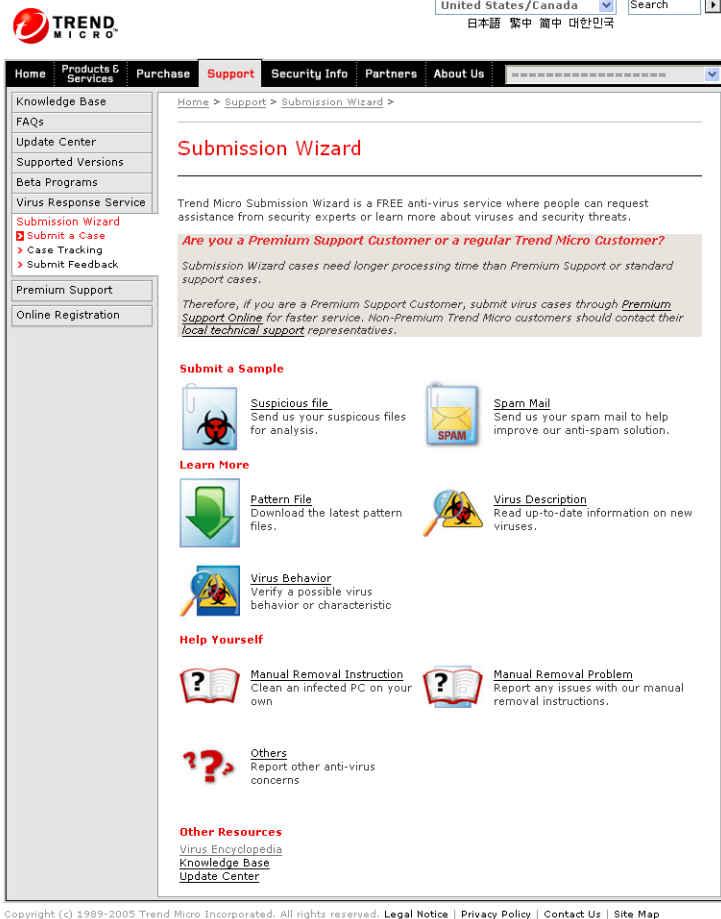 TREND
MICRO™
United States/Canada
Search
日本語 繁中 简中 대한민국
Home
Products & Services
Purchase
Support
Security Info
Partners
About Us
==================
Knowledge Base
FAQs
Update Center
Supported Versions
Beta Programs
Virus Response Service
Submission Wizard
Submit a Case
Case Tracking
Submit Feedback
Premium Support
Online Registration
Home > Support > Submission Wizard >
Submission Wizard
Trend Micro Submission Wizard is a FREE anti-virus service where people can request
assistance from security experts or learn more about viruses and security threats.
Are you a Premium Support Customer or a regular Trend Micro Customer?
Submission Wizard cases need longer processing time than Premium Support or standard
support cases.
Therefore, if you are a Premium Support Customer, submit virus cases through Premium
Support Online for faster service. Non-Premium Trend Micro customers should contact their
local technical support representatives.
Submit a Sample
Suspicious file
Send us your suspicous files
for analysis.
SPAM
Spam Mail
Send us your spam mail to help
improve our anti-spam solution.
Learn More
Pattern File
Download the latest pattern
files.
Virus Description
Read up-to-date information on new
viruses.
Virus Behavior
Verify a possible virus
behavior or characteristic
Help Yourself
?
Manual Removal Instruction
Clean an infected PC on your
own
?
Manual Removal Problem
Report any issues with our manual
removal instructions.
???
Others
Report other anti-virus
concerns
Other Resources
Virus Encyclopedia
Knowledge Base
Update Center
Copyright (c) 1989-2005 Trend Micro Incorporated. All rights reserved. Legal Notice | Privacy Policy | Contact Us | Site Map